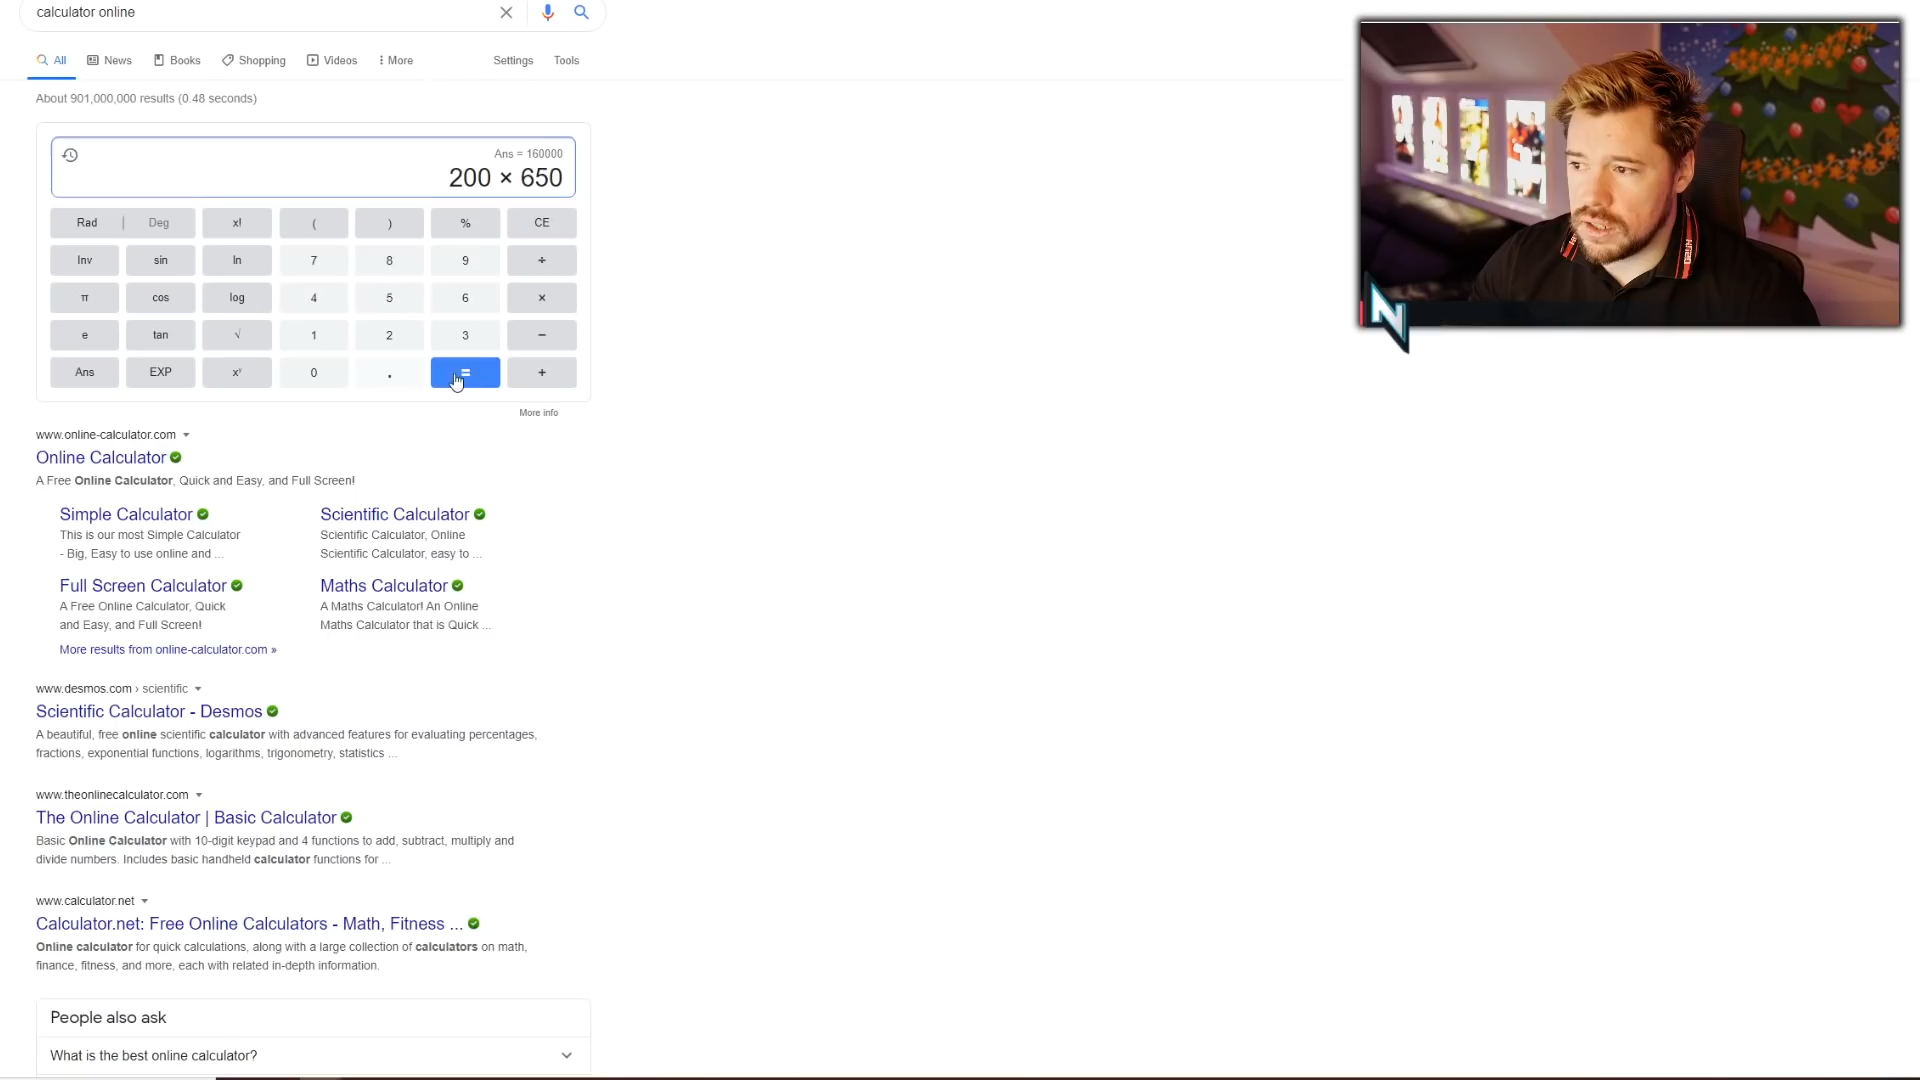 calculator online
All
News
Books
Shopping
Videos
More
Settings
Tools
About 901,000,000 results (0.48 seconds)
Ans = 160000
200 × 650
Rad | Deg x! ( ) % CE
Inv sin ln 7 8 9 ÷
π cos log 4 5 6 ×
e tan √ 1 2 3 −
Ans EXP xʸ 0 . = +
More info
www.online-calculator.com
Online Calculator
A Free Online Calculator, Quick and Easy, and Full Screen!
Simple Calculator
This is our most Simple Calculator
- Big, Easy to use online and ...
Scientific Calculator
Scientific Calculator, Online
Scientific Calculator, easy to ...
Full Screen Calculator
A Free Online Calculator, Quick
and Easy, and Full Screen!
Maths Calculator
A Maths Calculator! An Online
Maths Calculator that is Quick ...
More results from online-calculator.com »
www.desmos.com › scientific
Scientific Calculator - Desmos
A beautiful, free online scientific calculator with advanced features for evaluating percentages,
fractions, exponential functions, logarithms, trigonometry, statistics ...
www.theonlinecalculator.com
The Online Calculator | Basic Calculator
Basic Online Calculator with 10-digit keypad and 4 functions to add, subtract, multiply and
divide numbers. Includes basic handheld calculator functions for ...
www.calculator.net
Calculator.net: Free Online Calculators - Math, Fitness ...
Online calculator for quick calculations, along with a large collection of calculators on math,
finance, fitness, and more, each with related in-depth information.
People also ask
What is the best online calculator?
N